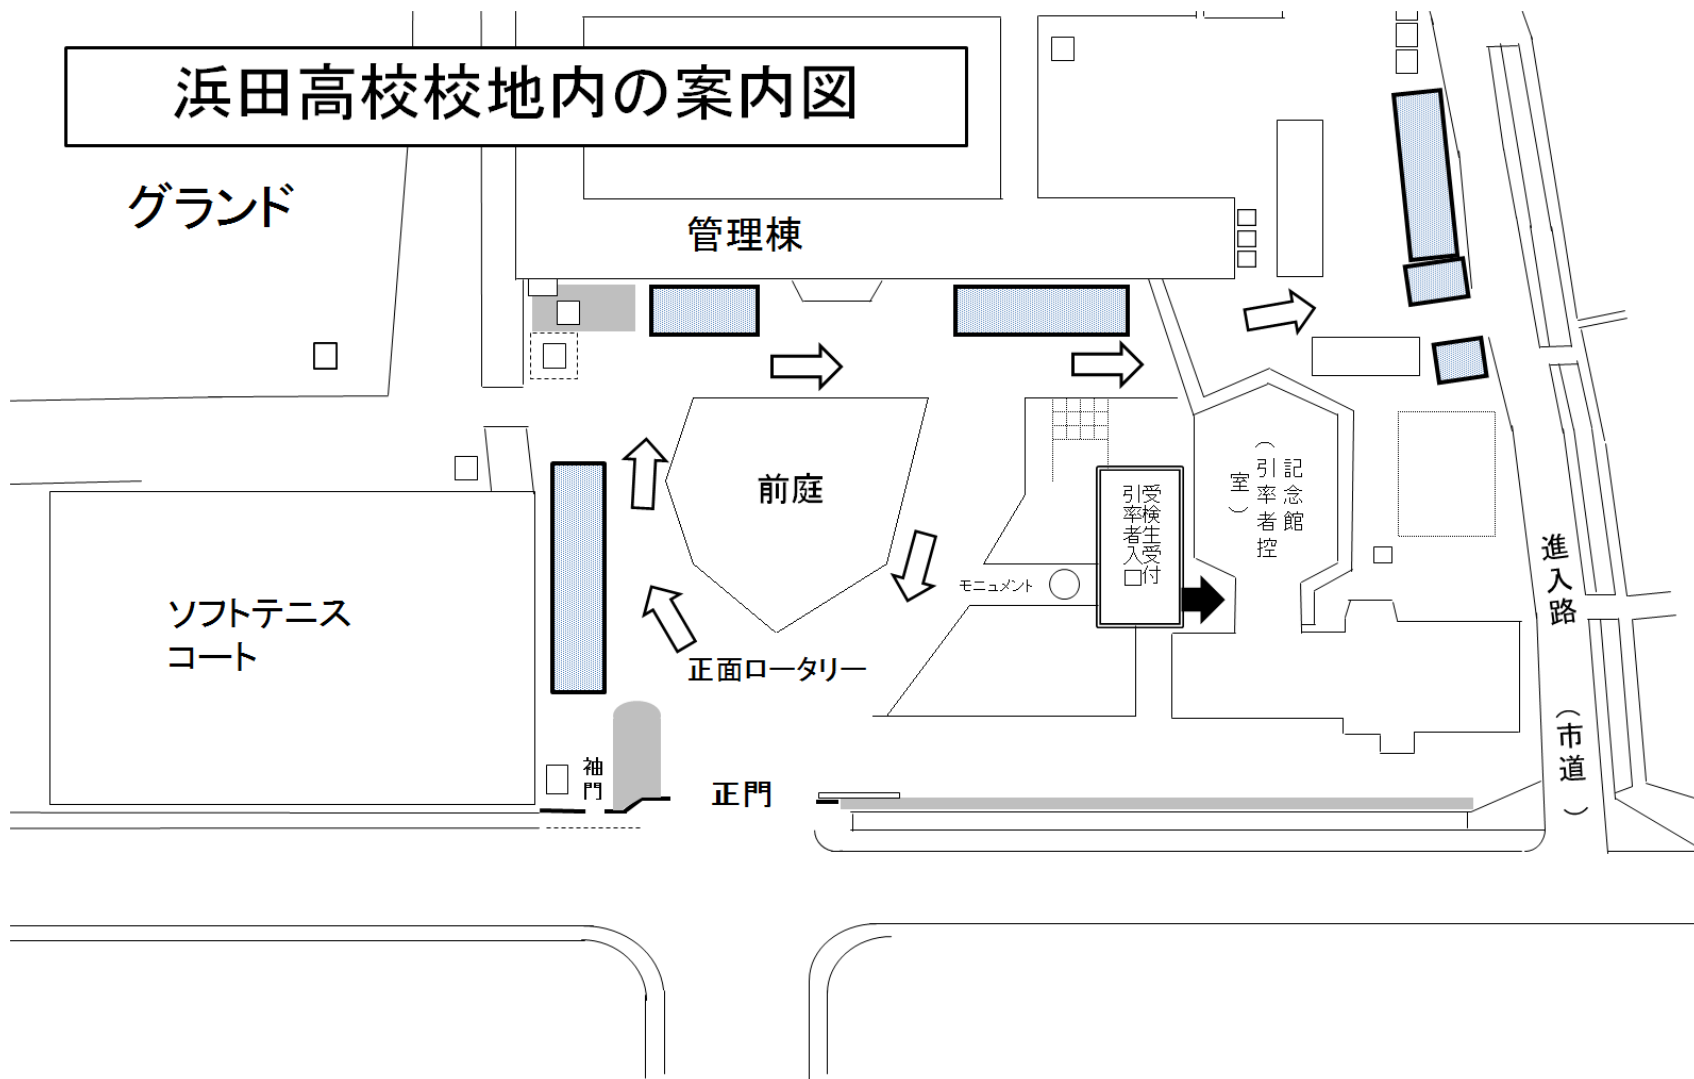 浜田高校校地内の案内図
グランド
管理棟
前庭
記念館
（引率者控
室）
受検生受付
引率者入口
モニュメント
進入路
（市道　）
ソフトテニス
コート
正面ロータリー
袖門
正門